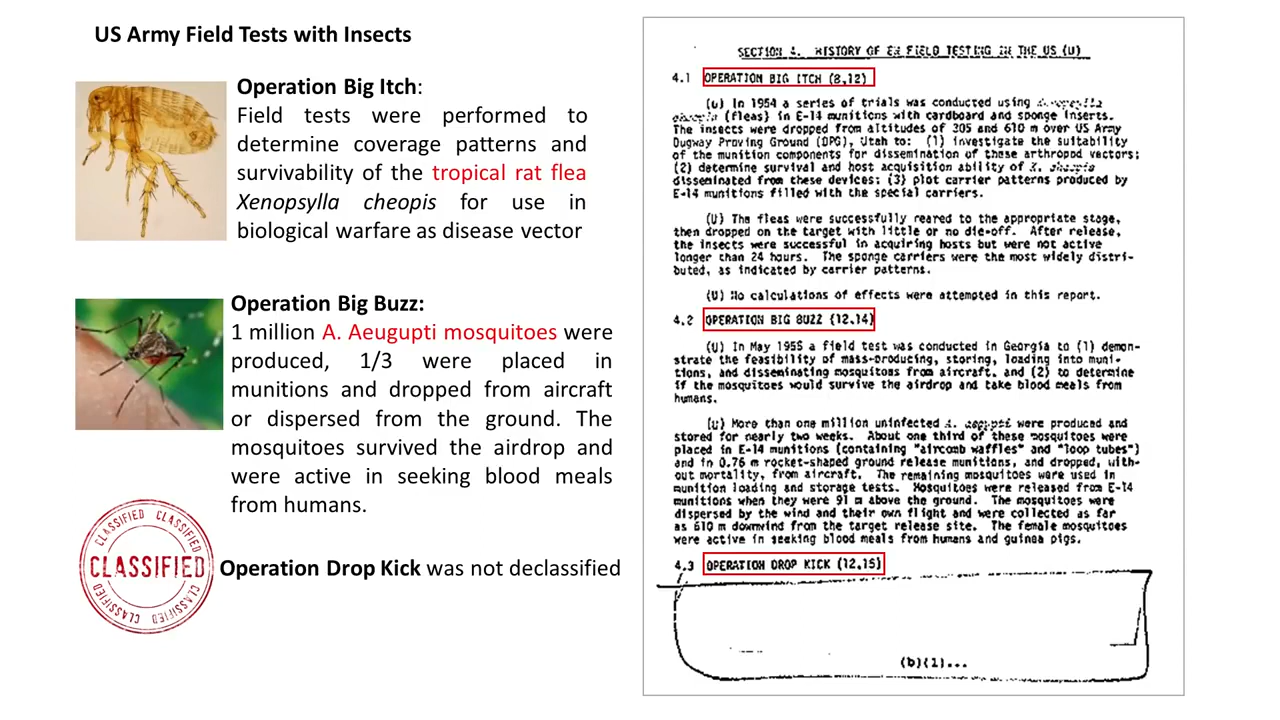 US Army Field Tests with Insects
Operation Big Itch:
Field tests were performed to
determine coverage patterns and
survivability of the tropical rat flea
Xenopsylla cheopis for use in
biological warfare as disease vector
Operation Big Buzz:
1 million A. Aeugupti mosquitoes were
produced, 1/3 were placed in
munitions and dropped from aircraft
or dispersed from the ground. The
mosquitoes survived the airdrop and
were active in seeking blood meals
from humans.
CLASSIFIED CLASSIFIED
CLASSIFIED
CLASSIFIED CLASSIFIED
Operation Drop Kick was not declassified
SECTION 4. HISTORY OF FIELD TESTING IN THE US (U)
4.1 OPERATION BIG ITCH (8,12)
(U) In 1954 a series of trials was conducted using
(fleas) in E-14 munitions with cardboard and sponge inserts.
The insects were dropped from altitudes of 305 and 610 m over US Army
Dugway Proving Ground (DPG), Utah to: (1) investigate the suitability
of the munition components for dissemination of these arthropod vectors;
(2) determine survival and host acquisition ability of X. cheopis
disseminated from these devices; (3) plot carrier patterns produced by
E-14 munitions filled with the special carriers.
(U) The fleas were successfully reared to the appropriate stage,
then dropped on the target with little or no die-off. After release,
the insects were successful in acquiring hosts but were not active
longer than 24 hours. The sponge carriers were the most widely distri-
buted, as indicated by carrier patterns.
(U) No calculations of effects were attempted in this report.
4.2 OPERATION BIG BUZZ (12,14)
(U) In May 1955 a field test was conducted in Georgia to (1) demon-
strate the feasibility of mass-producing, storing, loading into muni-
tions, and disseminating mosquitoes from aircraft, and (2) to determine
if the mosquitoes would survive the airdrop and take blood meals from
humans.
(U) More than one million uninfected A. aegypti were produced and
stored for nearly two weeks. About one third of these mosquitoes were
placed in E-14 munitions (containing "aircomb waffles" and "loop tubes")
and in 0.76 m rocket-shaped ground release munitions, and dropped, with-
out mortality, from aircraft. The remaining mosquitoes were used in
munition loading and storage tests. Mosquitoes were released from E-14
munitions when they were 91 m above the ground. The mosquitoes were
dispersed by the wind and their own flight and were collected as far
as 610 m downwind from the target release site. The female mosquitoes
were active in seeking blood meals from humans and guinea pigs.
4.3 OPERATION DROP KICK (12,15)
(b)(1)...